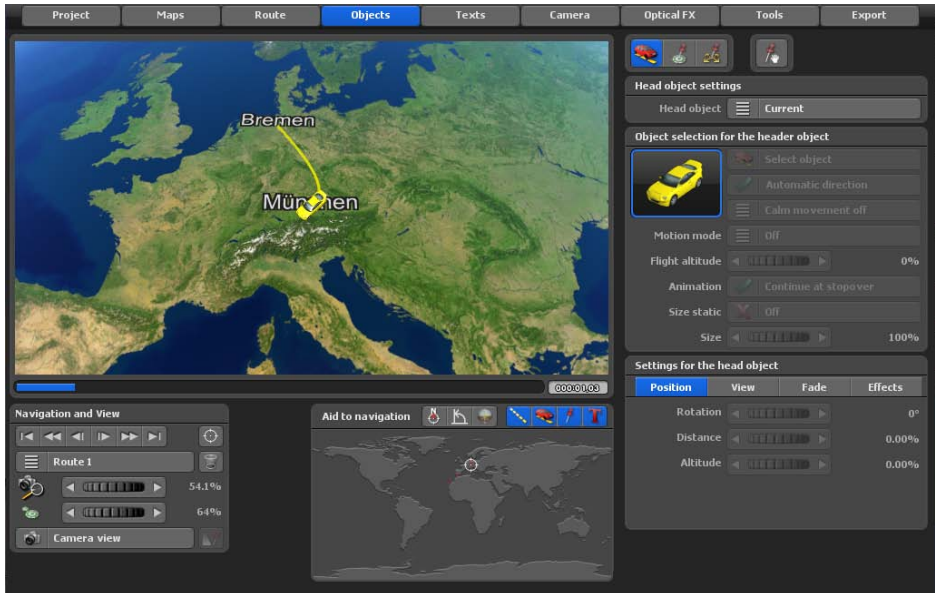 Project Maps Route Objects Texts Camera Optical FX Tools Export
Bremen
München
00:00:01,03
Head object settings
Head object Current
Object selection for the header object
Select object
Automatic direction
Calm movement off
Motion mode Off
Flight altitude 0%
Animation Continue at stopover
Size static Off
Size 100%
Settings for the head object
Position View Fade Effects
Rotation 0°
Distance 0.00%
Altitude 0.00%
Navigation and View
Route 1
54.1%
64%
Camera view
Aid to navigation